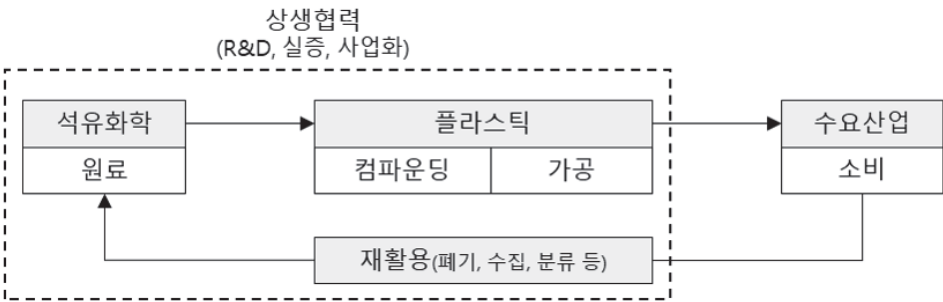 상생협력
(R&D, 실증, 사업화)
석유화학
플라스틱
수요산업
원료
컴파운딩
가공
소비
재활용(폐기, 수집, 분류 등)